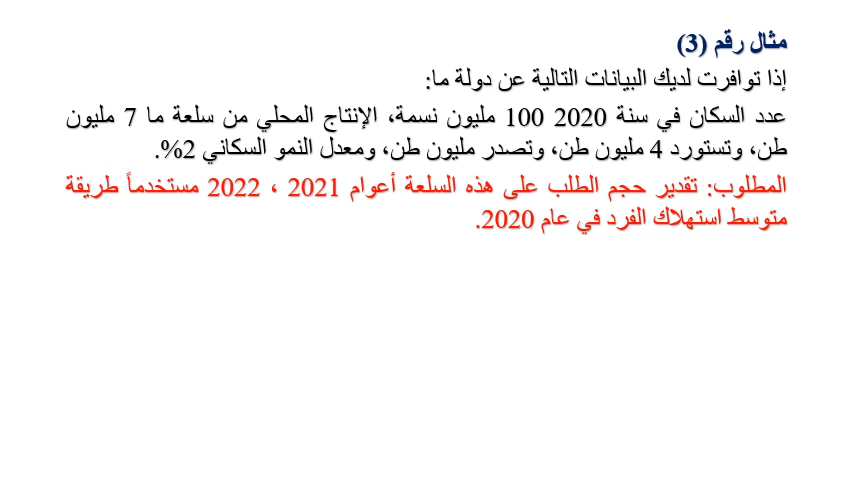 مثال رقم (3)
إذا توافرت لديك البيانات التالية عن دولة ما:
عدد السكان في سنة 2020 100 مليون نسمة، الإنتاج المحلي من سلعة ما 7 مليون
طن، وتستورد 4 مليون طن، وتصدر مليون طن، ومعدل النمو السكاني 2%.
المطلوب: تقدير حجم الطلب على هذه السلعة أعوام 2021 ، 2022 مستخدماً طريقة
متوسط استهلاك الفرد في عام 2020.